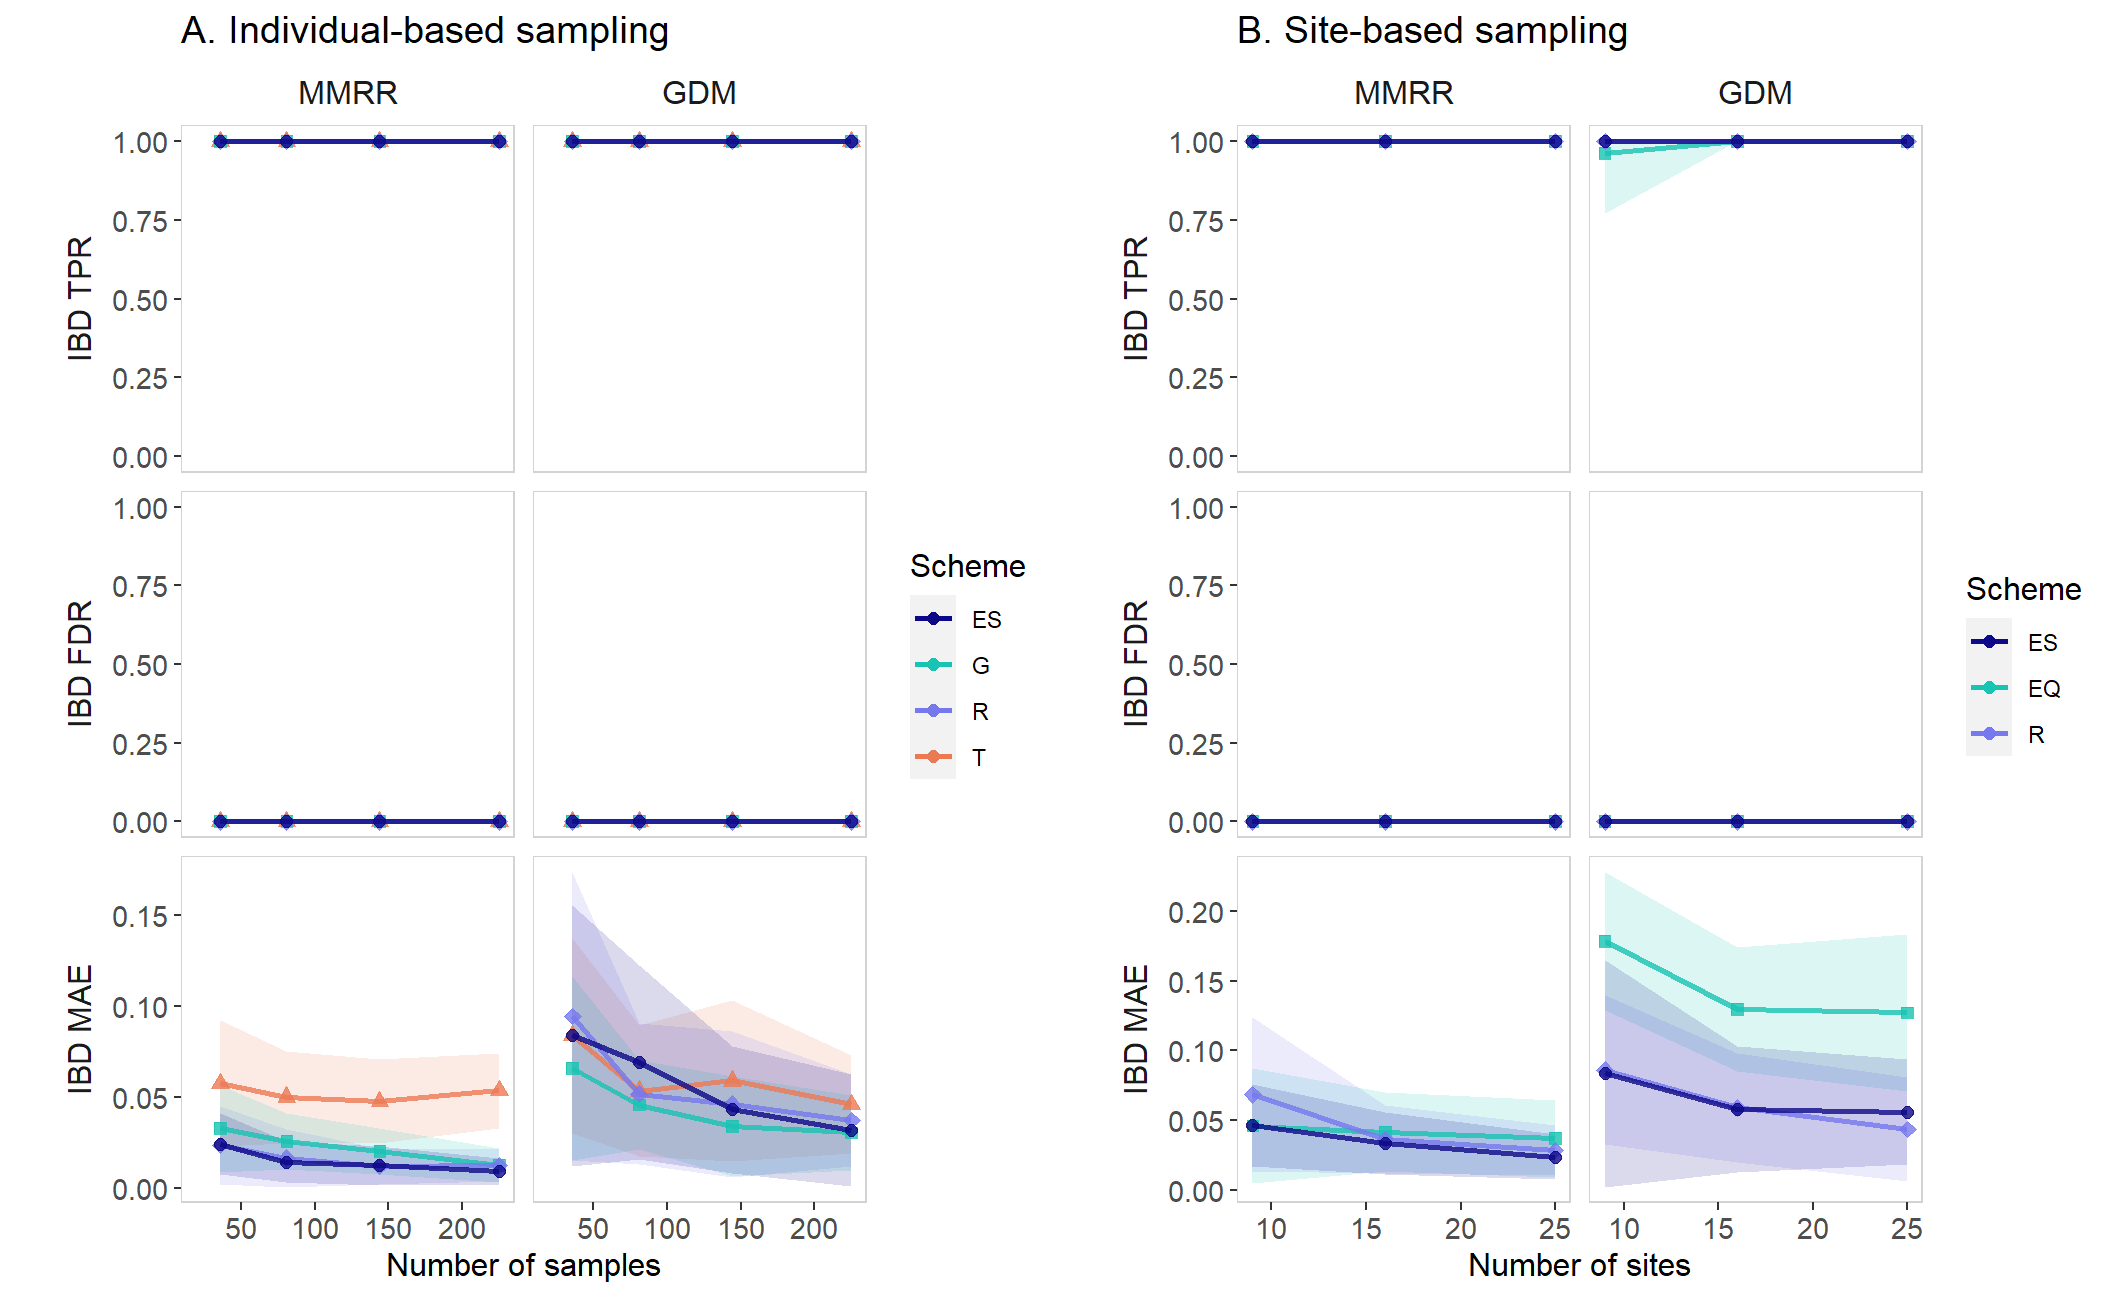 A. Individual-based sampling
MMRR
GDM
IBD TPR
1.00
0.75
0.50
0.25
0.00
IBD FDR
1.00
0.75
0.50
0.25
0.00
IBD MAE
0.15
0.10
0.05
0.00
50 100 150 200
50 100 150 200
Number of samples
Scheme
ES
G
R
T
B. Site-based sampling
MMRR
GDM
IBD TPR
1.00
0.75
0.50
0.25
0.00
IBD FDR
1.00
0.75
0.50
0.25
0.00
IBD MAE
0.20
0.15
0.10
0.05
0.00
10 15 20 25
10 15 20 25
Number of sites
Scheme
ES
EQ
R